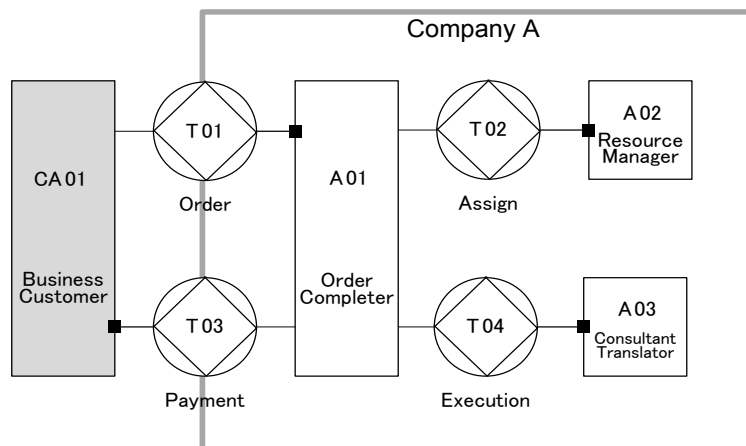 Company A
CA01
Business
Customer
T01
Order
A01
Order
Completer
T02
Assign
A02
Resource
Manager
T03
Payment
T04
Execution
A03
Consultant
Translator